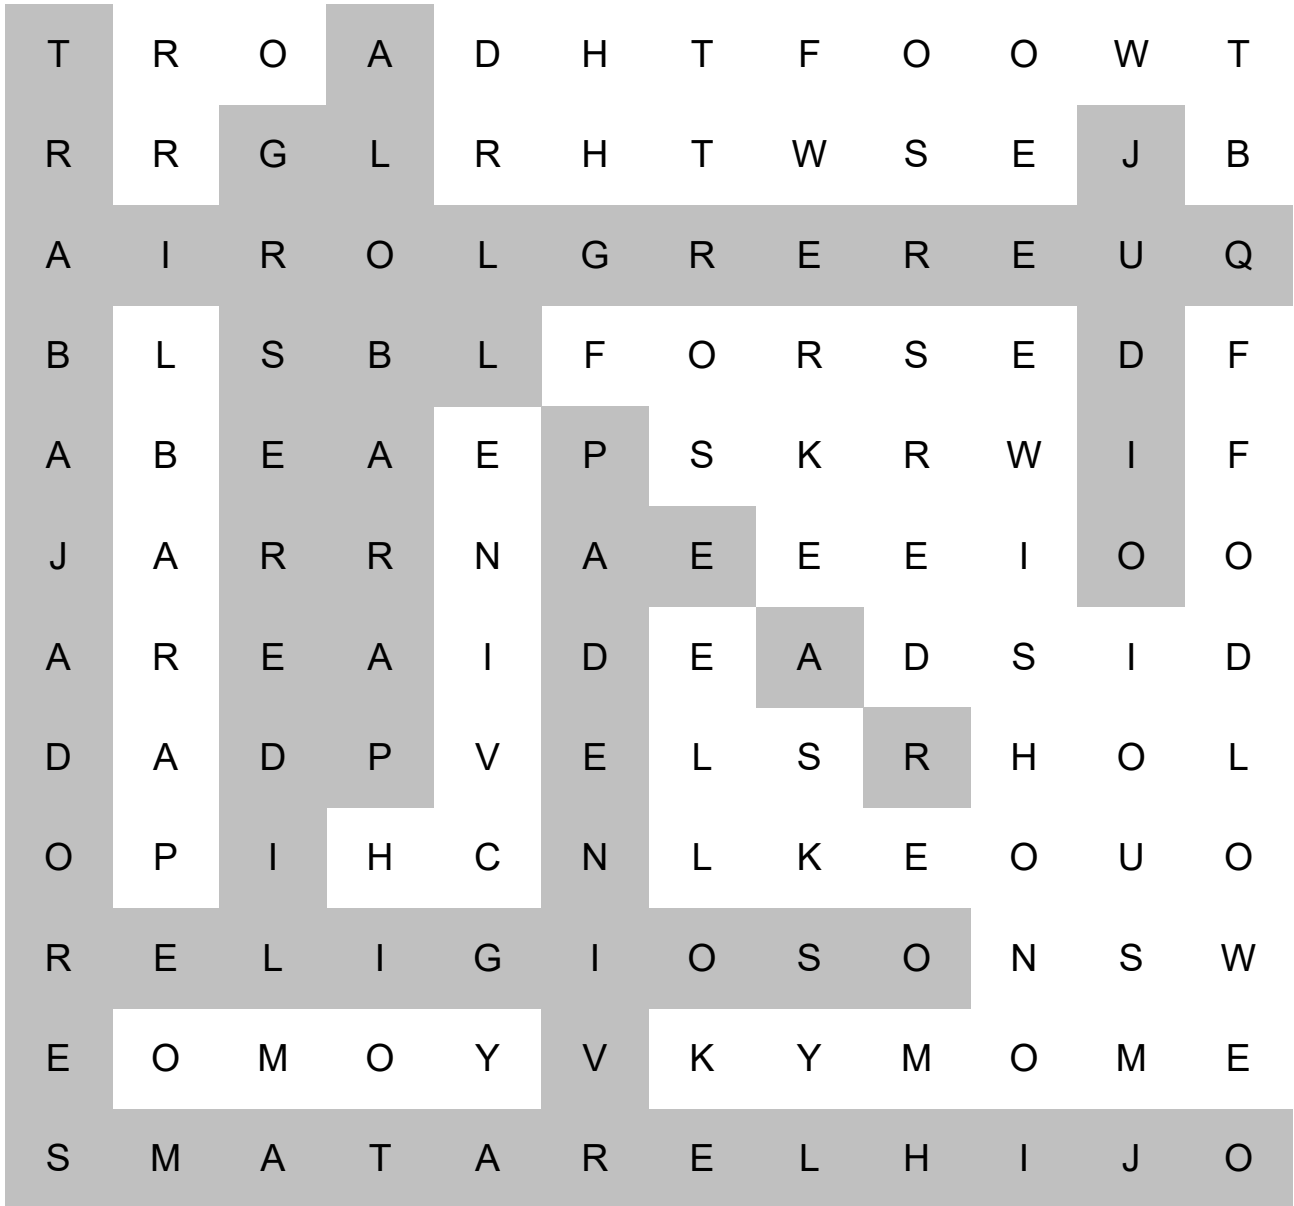 T R O A D H T F O O W T
R R G L R H T W S E J B
A I R O L G R E R E U Q
B L S B L F O R S E D F
A B E A E P S K R W I F
J A R R N A E E E I O O
A R E A I D E A D S I D
D A D P V E L S R H O L
O P I H C N L K E O U O
R E L I G I O S O N S W
E O M O Y V K Y M O M E
S M A T A R E L H I J O